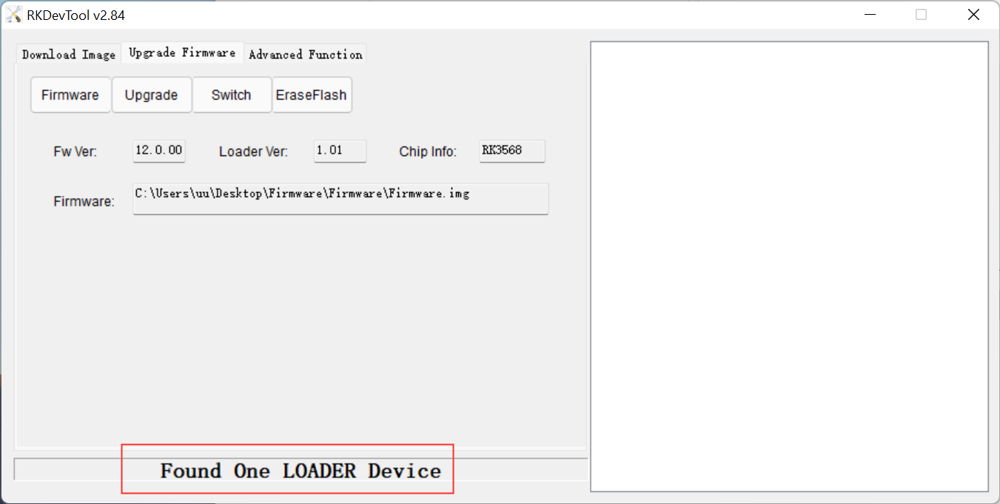 RKDevTool v2.84
Download Image Upgrade Firmware Advanced Function
Firmware Upgrade Switch EraseFlash
Fw Ver: 12.0.00 Loader Ver: 1.01 Chip Info: RK3568
Firmware: C:\Users\uu\Desktop\Firmware\Firmware\Firmware.img
Found One LOADER Device